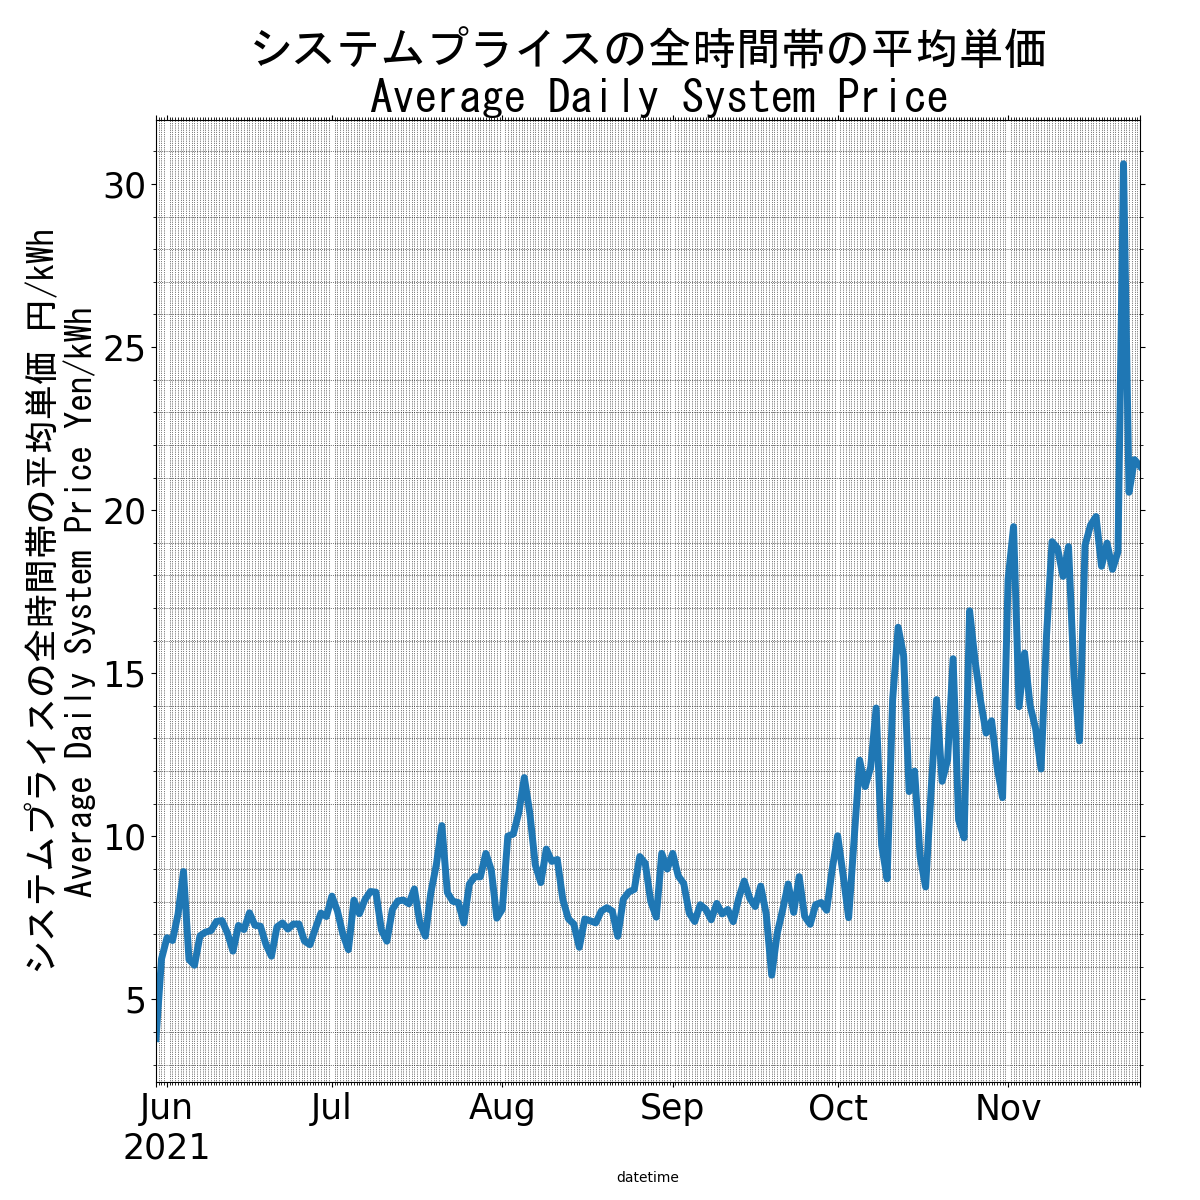 システムプライスの全時間帯の平均単価
Average Daily System Price
システムプライスの全時間帯の平均単価 円/kWh
Average Daily System Price Yen/kWh
30
25
20
15
10
5
Jun
2021
Jul
Aug
Sep
Oct
Nov
datetime